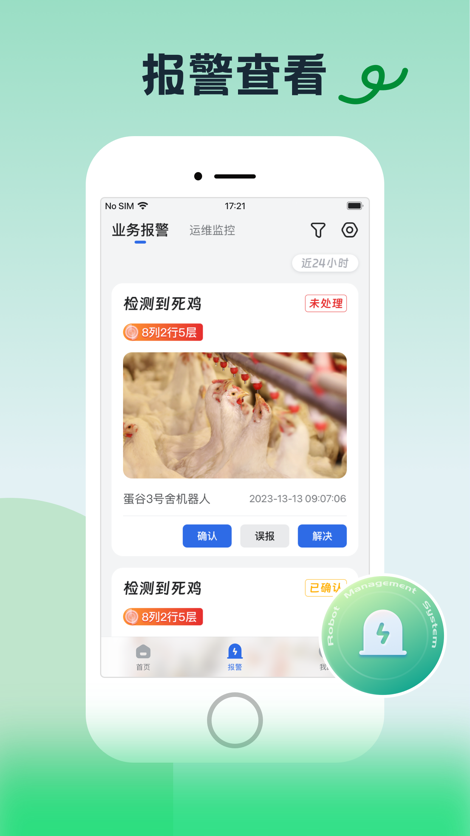 报警查看
No SIM
17:21
业务报警
运维监控
近24小时
检测到死鸡
未处理
8列2行5层
蛋谷3号舍机器人
2023-13-13 09:07:06
确认
误报
解决
检测到死鸡
已确认
8列2行5层
Robot Management System
首页
报警